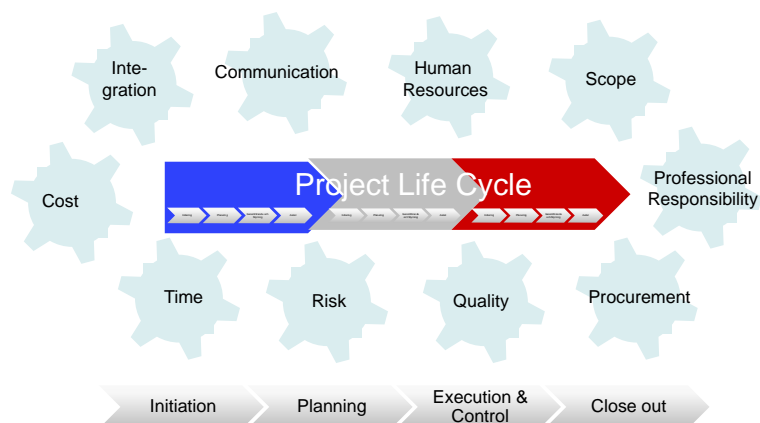 Inte-
gration
Communication
Human
Resources
Scope
Cost
Project Life Cycle
Professional
Responsibility
Time
Risk
Quality
Procurement
Initiation
Planning
Execution &
Control
Close out